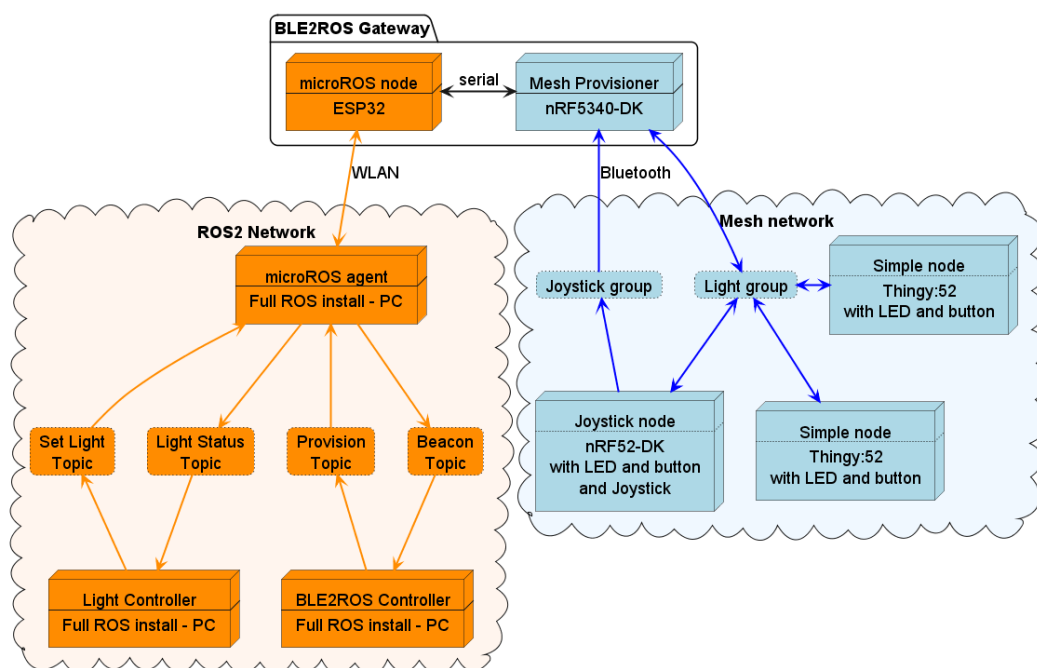 BLE2ROS Gateway
microROS node
ESP32
serial
Mesh Provisioner
nRF5340-DK
WLAN
Bluetooth
ROS2 Network
microROS agent
Full ROS install - PC
Set Light
Topic
Light Status
Topic
Provision
Topic
Beacon
Topic
Light Controller
Full ROS install - PC
BLE2ROS Controller
Full ROS install - PC
Mesh network
Joystick group
Light group
Simple node
Thingy:52
with LED and button
Joystick node
nRF52-DK
with LED and button
and Joystick
Simple node
Thingy:52
with LED and button